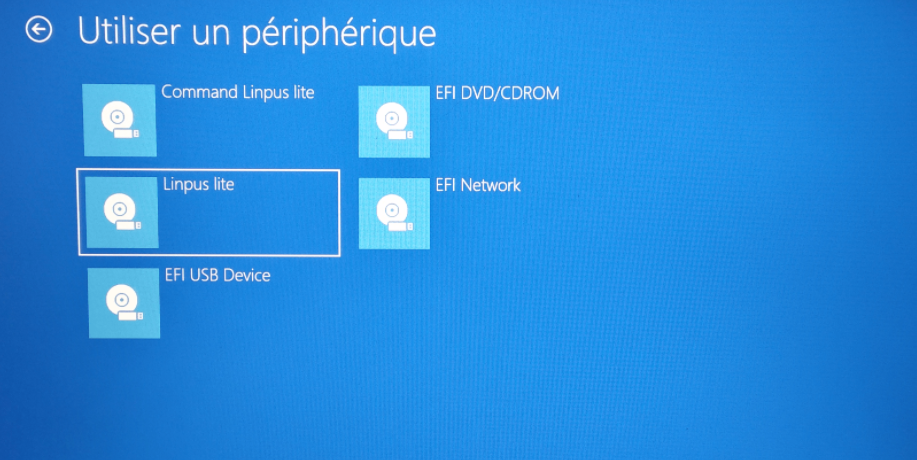 Utiliser un périphérique
Command Linpus lite
EFI DVD/CDROM
Linpus lite
EFI Network
EFI USB Device